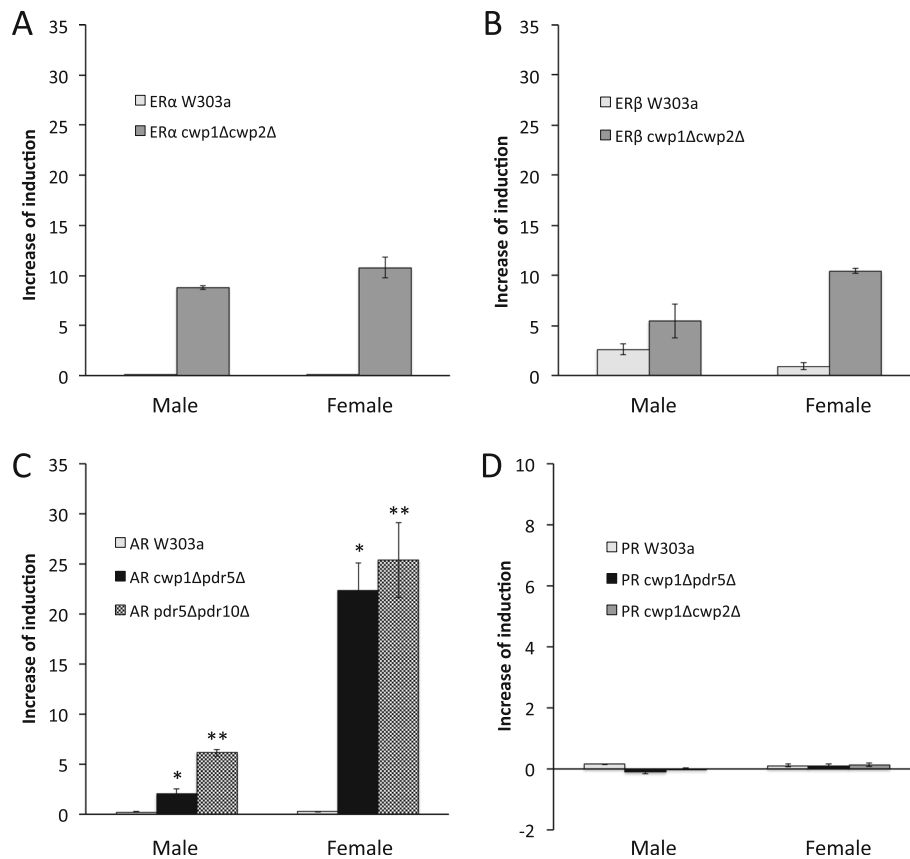 A
Increase of induction
35
30
25
20
15
10
5
0
ERα W303a
ERα cwp1Δcwp2Δ
Male Female
B
Increase of induction
35
30
25
20
15
10
5
0
ERβ W303a
ERβ cwp1Δcwp2Δ
Male Female
C
Increase of induction
35
30
25
20
15
10
5
0
AR W303a
AR cwp1Δpdr5Δ
AR pdr5Δpdr10Δ
* ** * **
Male Female
D
Increase of induction
10
8
6
4
2
0
-2
PR W303a
PR cwp1Δpdr5Δ
PR cwp1Δcwp2Δ
Male Female